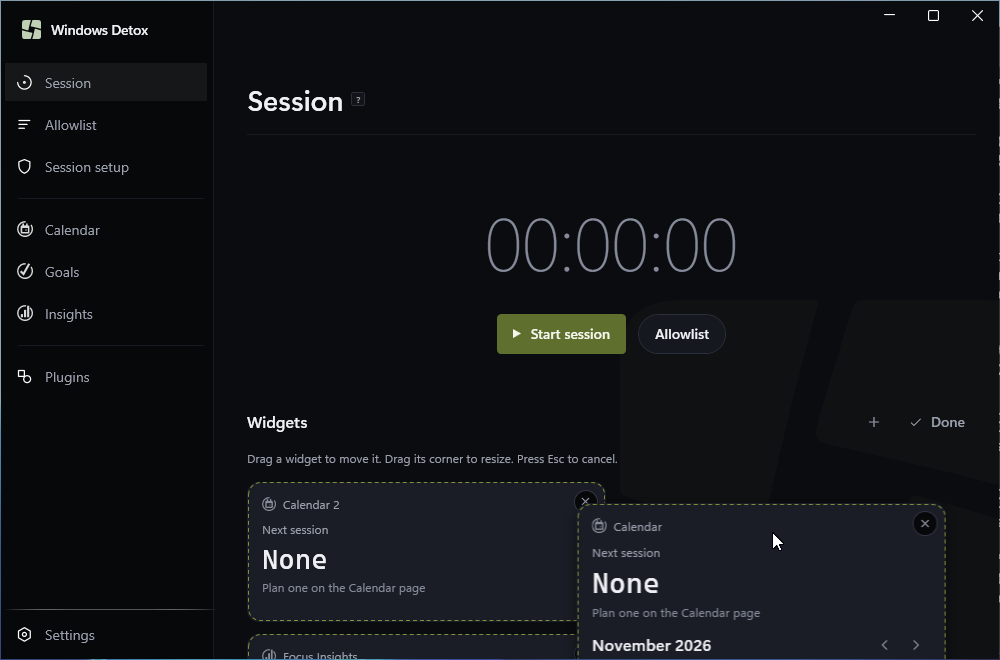 Windows Detox
Session
Allowlist
Session setup
Calendar
Goals
Insights
Plugins
Settings
Session ?
00:00:00
Start session
Allowlist
Widgets
Done
Drag a widget to move it. Drag its corner to resize. Press Esc to cancel.
Calendar 2
Next session
None
Plan one on the Calendar page
Focus Insights
Calendar
Next session
None
Plan one on the Calendar page
November 2026